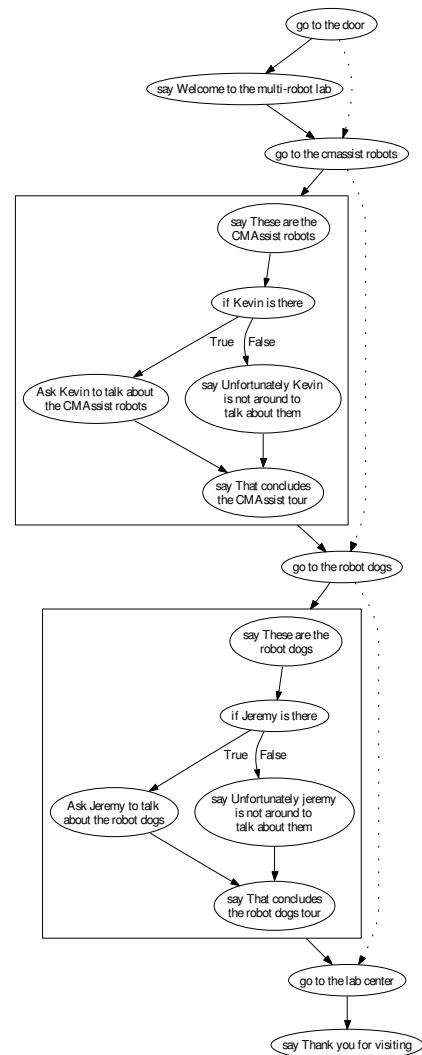 go to the door
say Welcome to the multi-robot lab
go to the cmassist robots
say These are the
CMAssist robots
if Kevin is there
True
False
Ask Kevin to talk about
the CMAssist robots
say Unfortunately Kevin
is not around to
talk about them
say That concludes
the CMAssist tour
go to the robot dogs
say These are the
robot dogs
if Jeremy is there
True
False
Ask Jeremy to talk
about the robot dogs
say Unfortunately jeremy
is not around to
talk about them
say That concludes
the robot dogs tour
go to the lab center
say Thank you for visiting